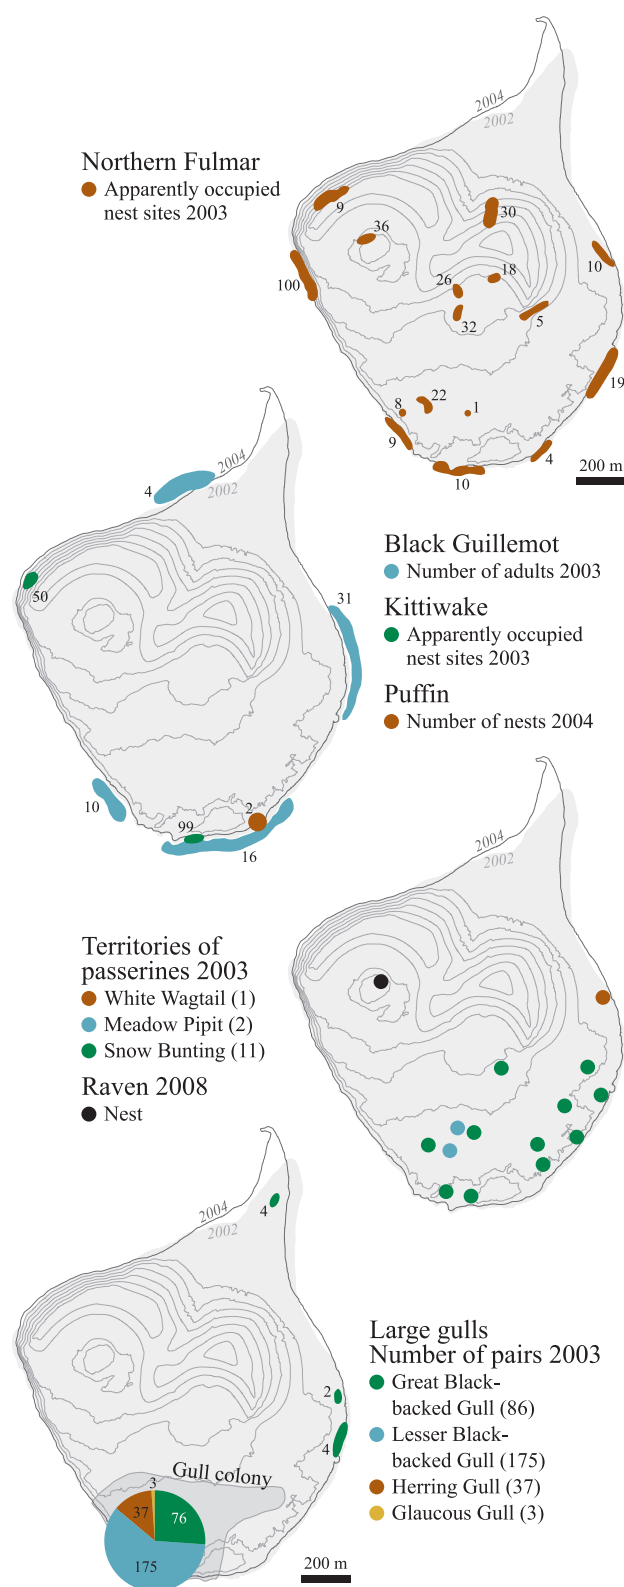 2004
2002
Northern Fulmar
Apparently occupied
nest sites 2003
9
30
36
10
100
26
18
32
5
19
8
22
1
9
4
10
200 m
4
2004
2002
Black Guillemot
Number of adults 2003
Kittiwake
Apparently occupied
nest sites 2003
Puffin
Number of nests 2004
50
31
10
2
99
16
2004
2002
Territories of
passerines 2003
White Wagtail (1)
Meadow Pipit (2)
Snow Bunting (11)
Raven 2008
Nest
4
2004
2002
Large gulls
Number of pairs 2003
Great Black-
backed Gull (86)
Lesser Black-
backed Gull (175)
Herring Gull (37)
Glaucous Gull (3)
2
4
Gull colony
3
37
76
175
200 m